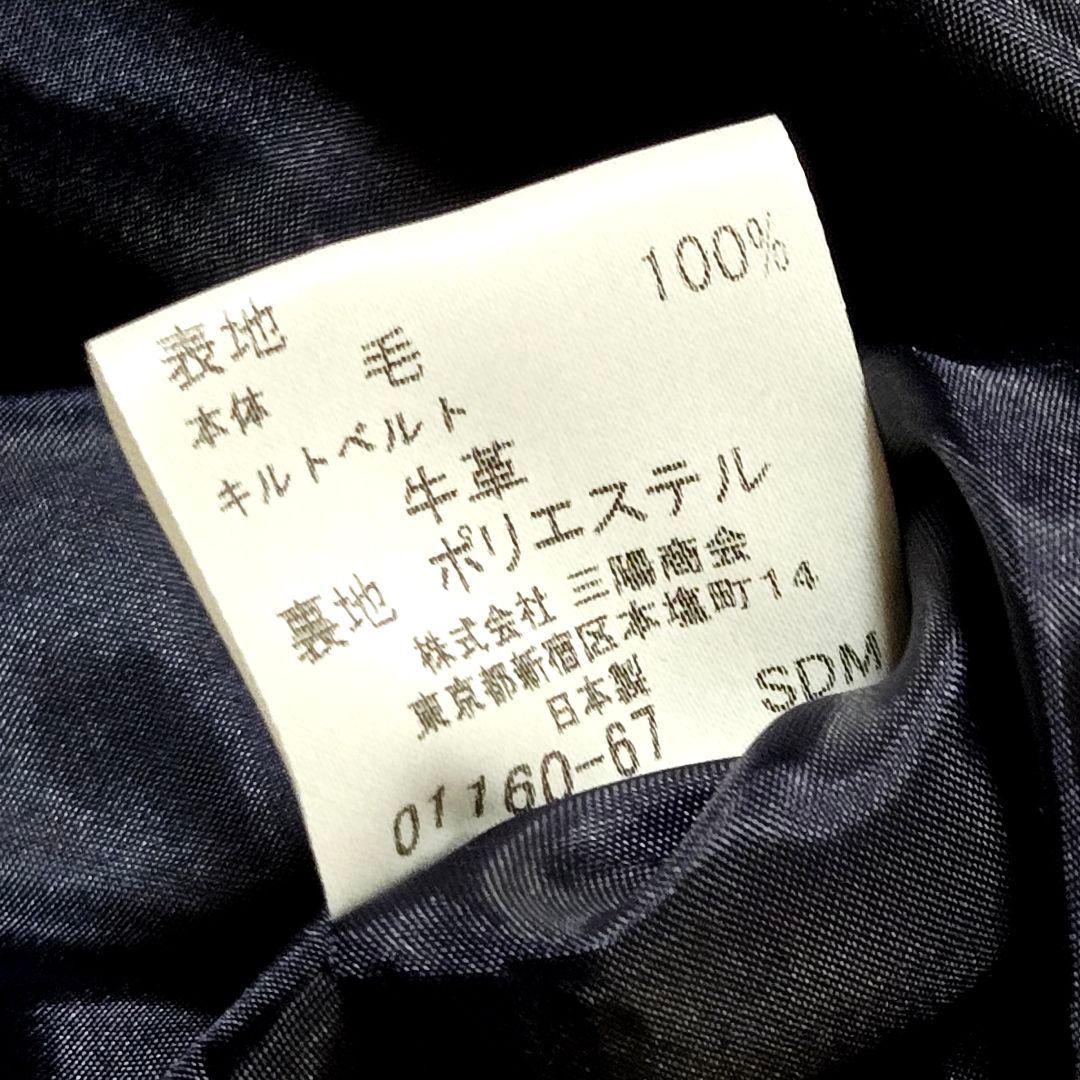 表地
本体 毛 100%
キルトベルト
牛革
裏地 ポリエステル
株式会社 三陽商会
東京都新宿区本塩町14
日本製 SDM
01160-67